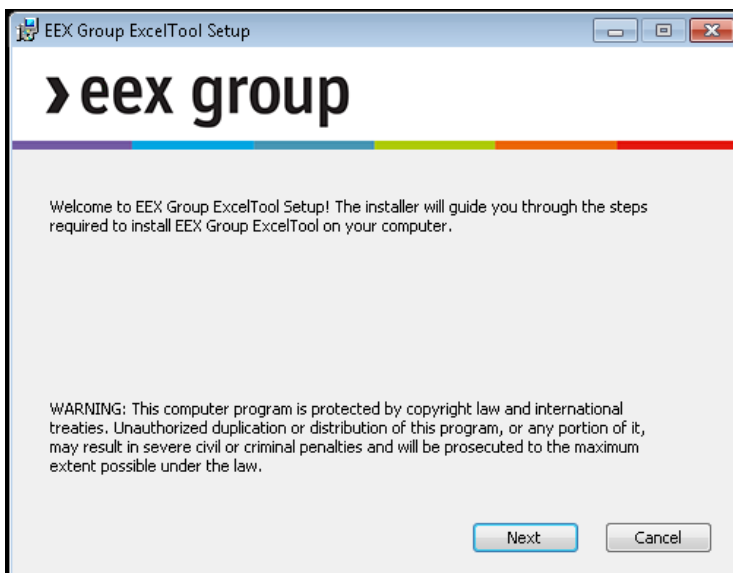 EEX Group ExcelTool Setup
eex group
Welcome to EEX Group ExcelTool Setup! The installer will guide you through the steps
required to install EEX Group ExcelTool on your computer.
WARNING: This computer program is protected by copyright law and international
treaties. Unauthorized duplication or distribution of this program, or any portion of it,
may result in severe civil or criminal penalties and will be prosecuted to the maximum
extent possible under the law.
Next
Cancel